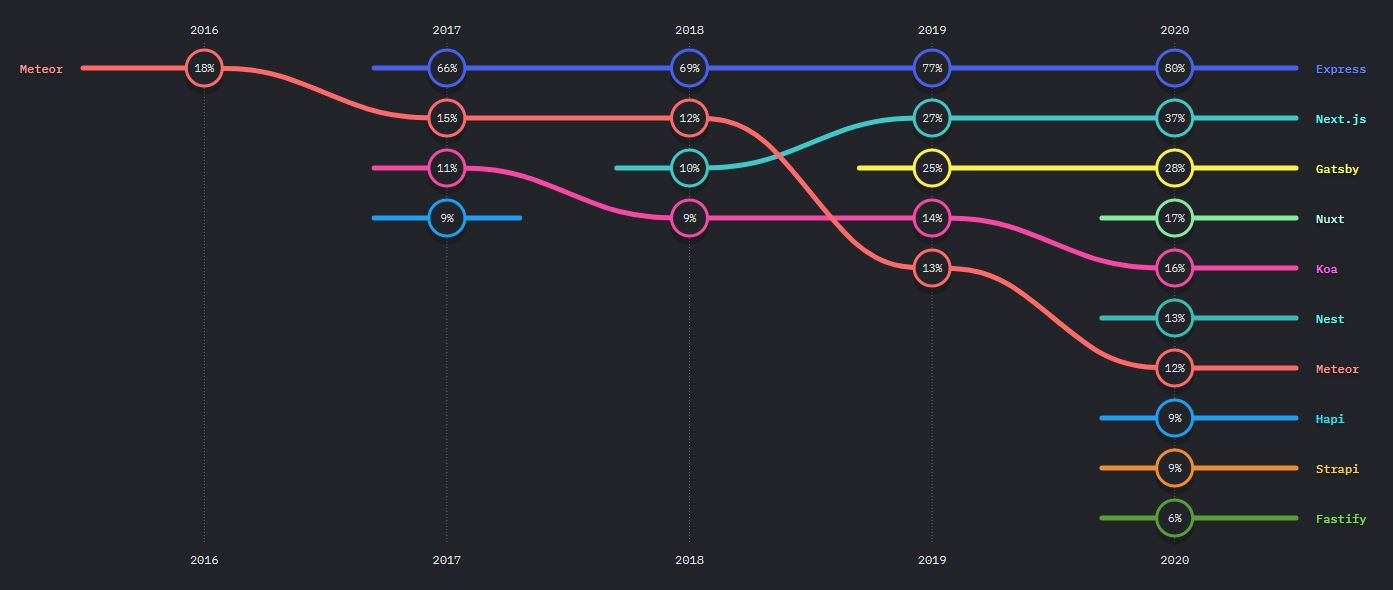 2016 2017 2018 2019 2020
Meteor 18% 66% 69% 77% 80% Express
15% 12% 27% 37% Next.js
11% 10% 25% 28% Gatsby
9% 9% 14% 17% Nuxt
13% 16% Koa
13% Nest
12% Meteor
9% Hapi
9% Strapi
6% Fastify
2016 2017 2018 2019 2020